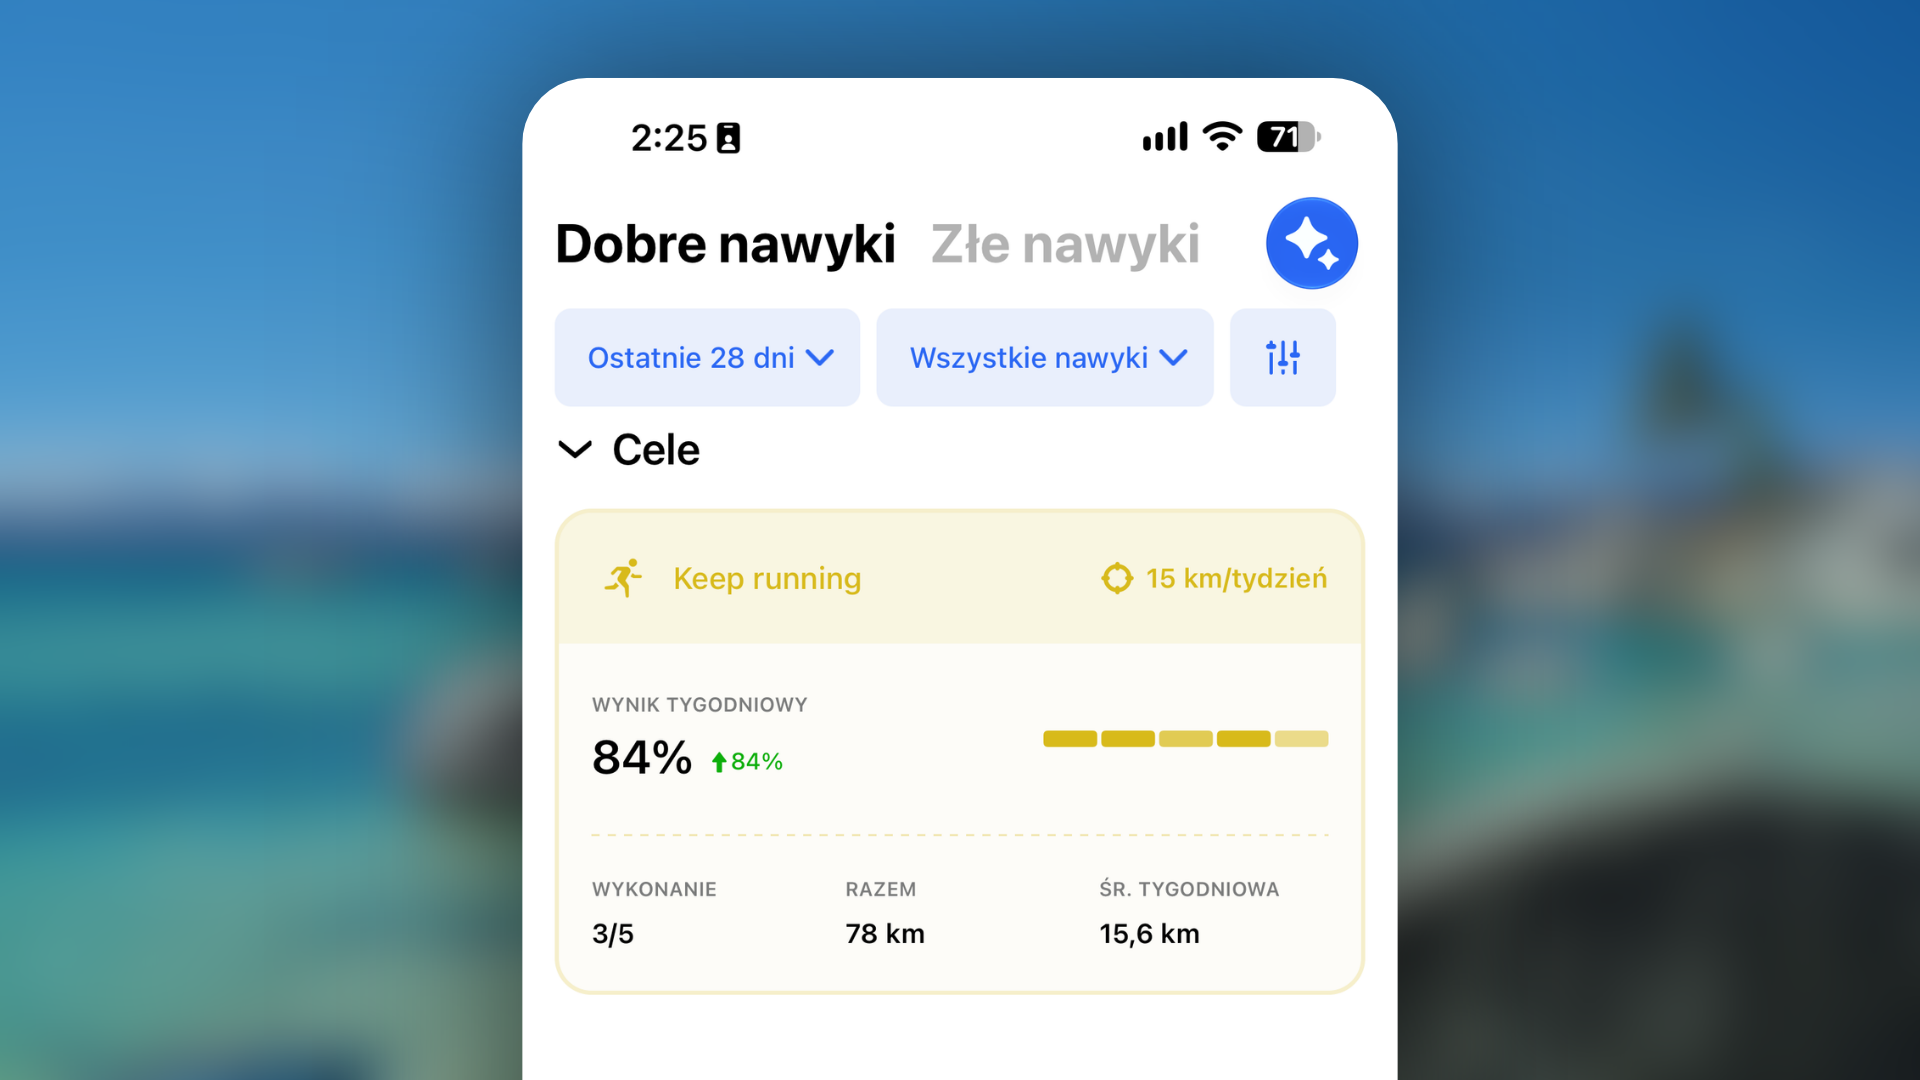 2:25
71
Dobre nawyki Złe nawyki
Ostatnie 28 dni Wszystkie nawyki
Cele
Keep running 15 km/tydzień
WYNIK TYGODNIOWY
84% 84%
WYKONANIE RAZEM ŚR. TYGODNIOWA
3/5 78 km 15,6 km